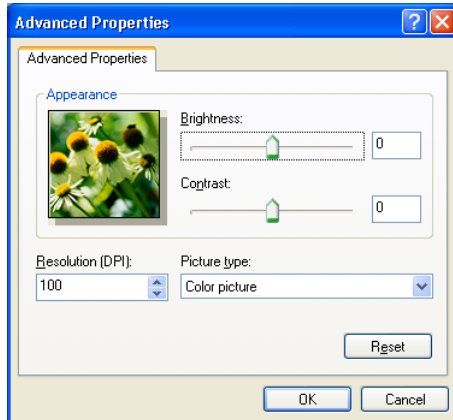 Advanced Properties
Advanced Properties
Appearance
Brightness:
0
Contrast:
0
Resolution (DPI):
Picture type:
100
Color picture
Reset
OK
Cancel